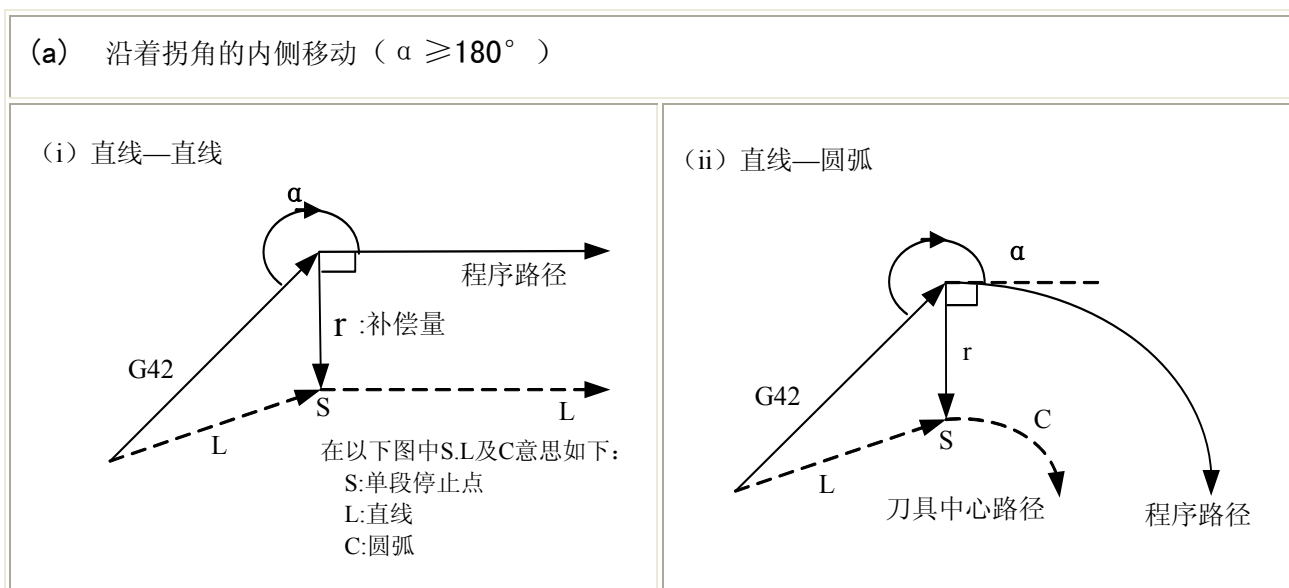 (a) 沿着拐角的内侧移动（α≥180°）
（i）直线—直线
α
程序路径
r :补偿量
G42
S
L
L
在以下图中S.L及C意思如下：
S:单段停止点
L:直线
C:圆弧
（ii）直线—圆弧
α
r
G42
C
S
L
刀具中心路径
程序路径